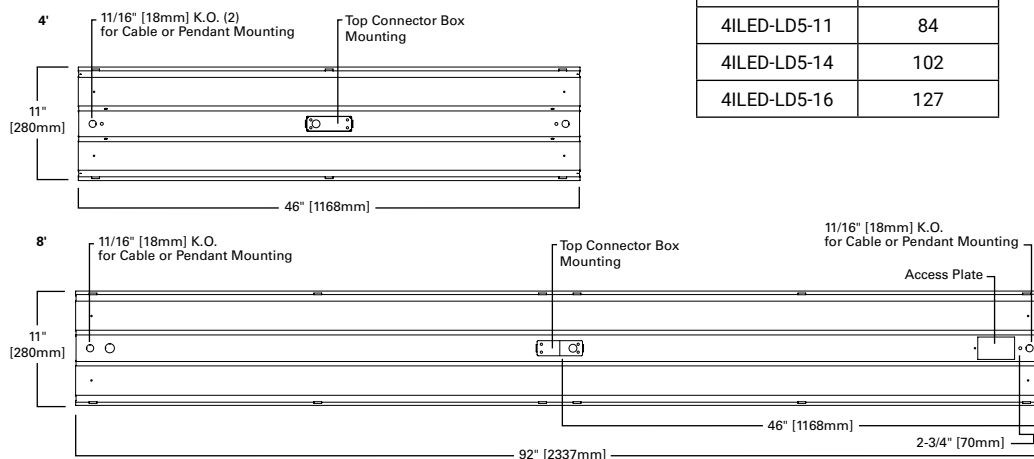 4'
11/16" [18mm] K.O. (2)
for Cable or Pendant Mounting
Top Connector Box
Mounting
11"
[280mm]
46" [1168mm]
4ILED-LD5-11 84
4ILED-LD5-14 102
4ILED-LD5-16 127
8'
11/16" [18mm] K.O.
for Cable or Pendant Mounting
Top Connector Box
Mounting
11/16" [18mm] K.O.
for Cable or Pendant Mounting
Access Plate
11"
[280mm]
46" [1168mm]
2-3/4" [70mm]
92" [2337mm]